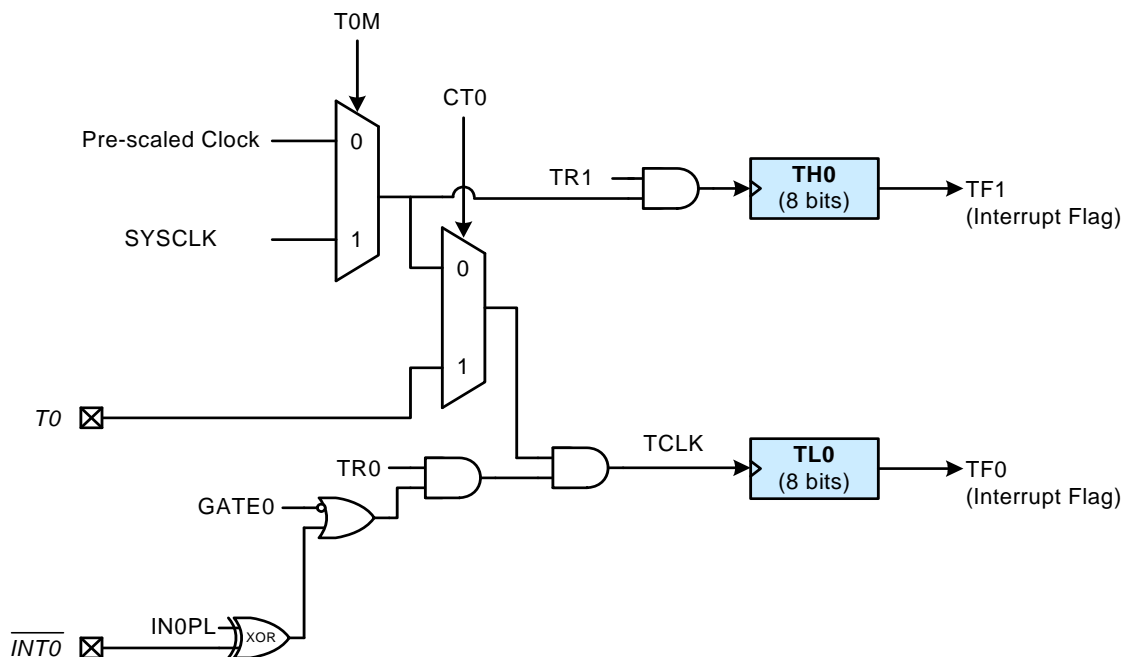 T0M
CT0
Pre-scaled Clock
0
TR1
TH0
(8 bits)
TF1
(Interrupt Flag)
SYSCLK
1
0
1
T0
TCLK
TL0
(8 bits)
TF0
(Interrupt Flag)
TR0
GATE0
IN0PL
XOR
INT0